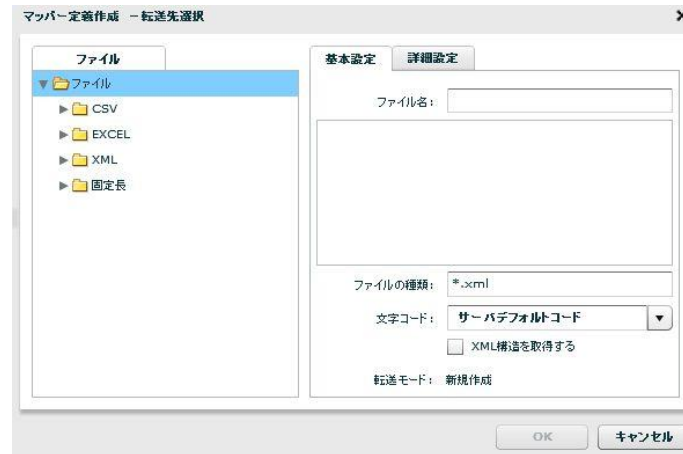 マッパー定義作成 －転送先選択
ファイル
ファイル
CSV
EXCEL
XML
固定長
基本設定
詳細設定
ファイル名：
ファイルの種類：
*.xml
文字コード：
サーバデフォルトコード
XML構造を取得する
転送モード：
新規作成
OK
キャンセル